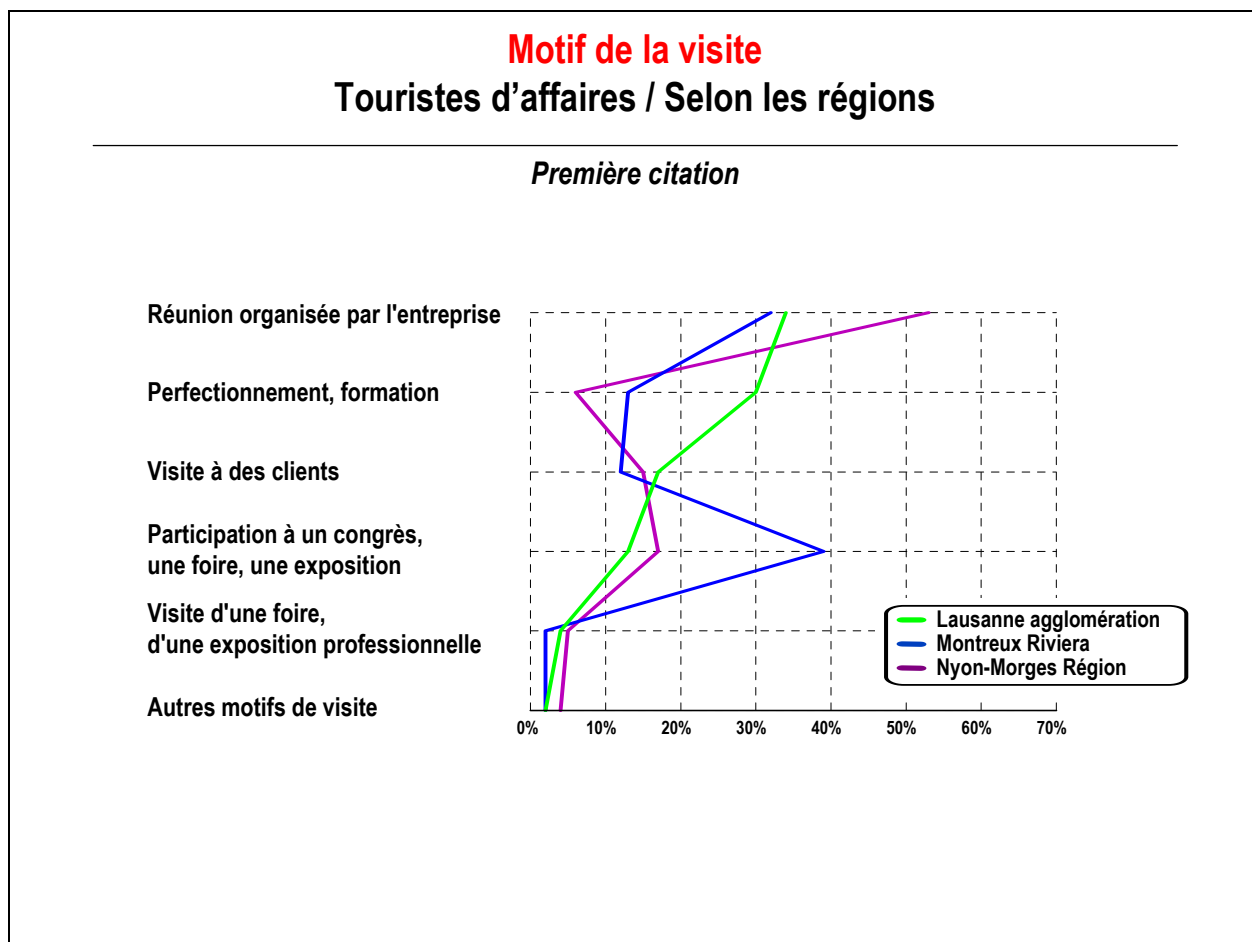 Motif de la visite
Touristes d’affaires / Selon les régions
Première citation
Réunion organisée par l'entreprise
Perfectionnement, formation
Visite à des clients
Participation à un congrès,
une foire, une exposition
Visite d'une foire,
d'une exposition professionnelle
Autres motifs de visite
0% 10% 20% 30% 40% 50% 60% 70%
Lausanne agglomération
Montreux Riviera
Nyon-Morges Région